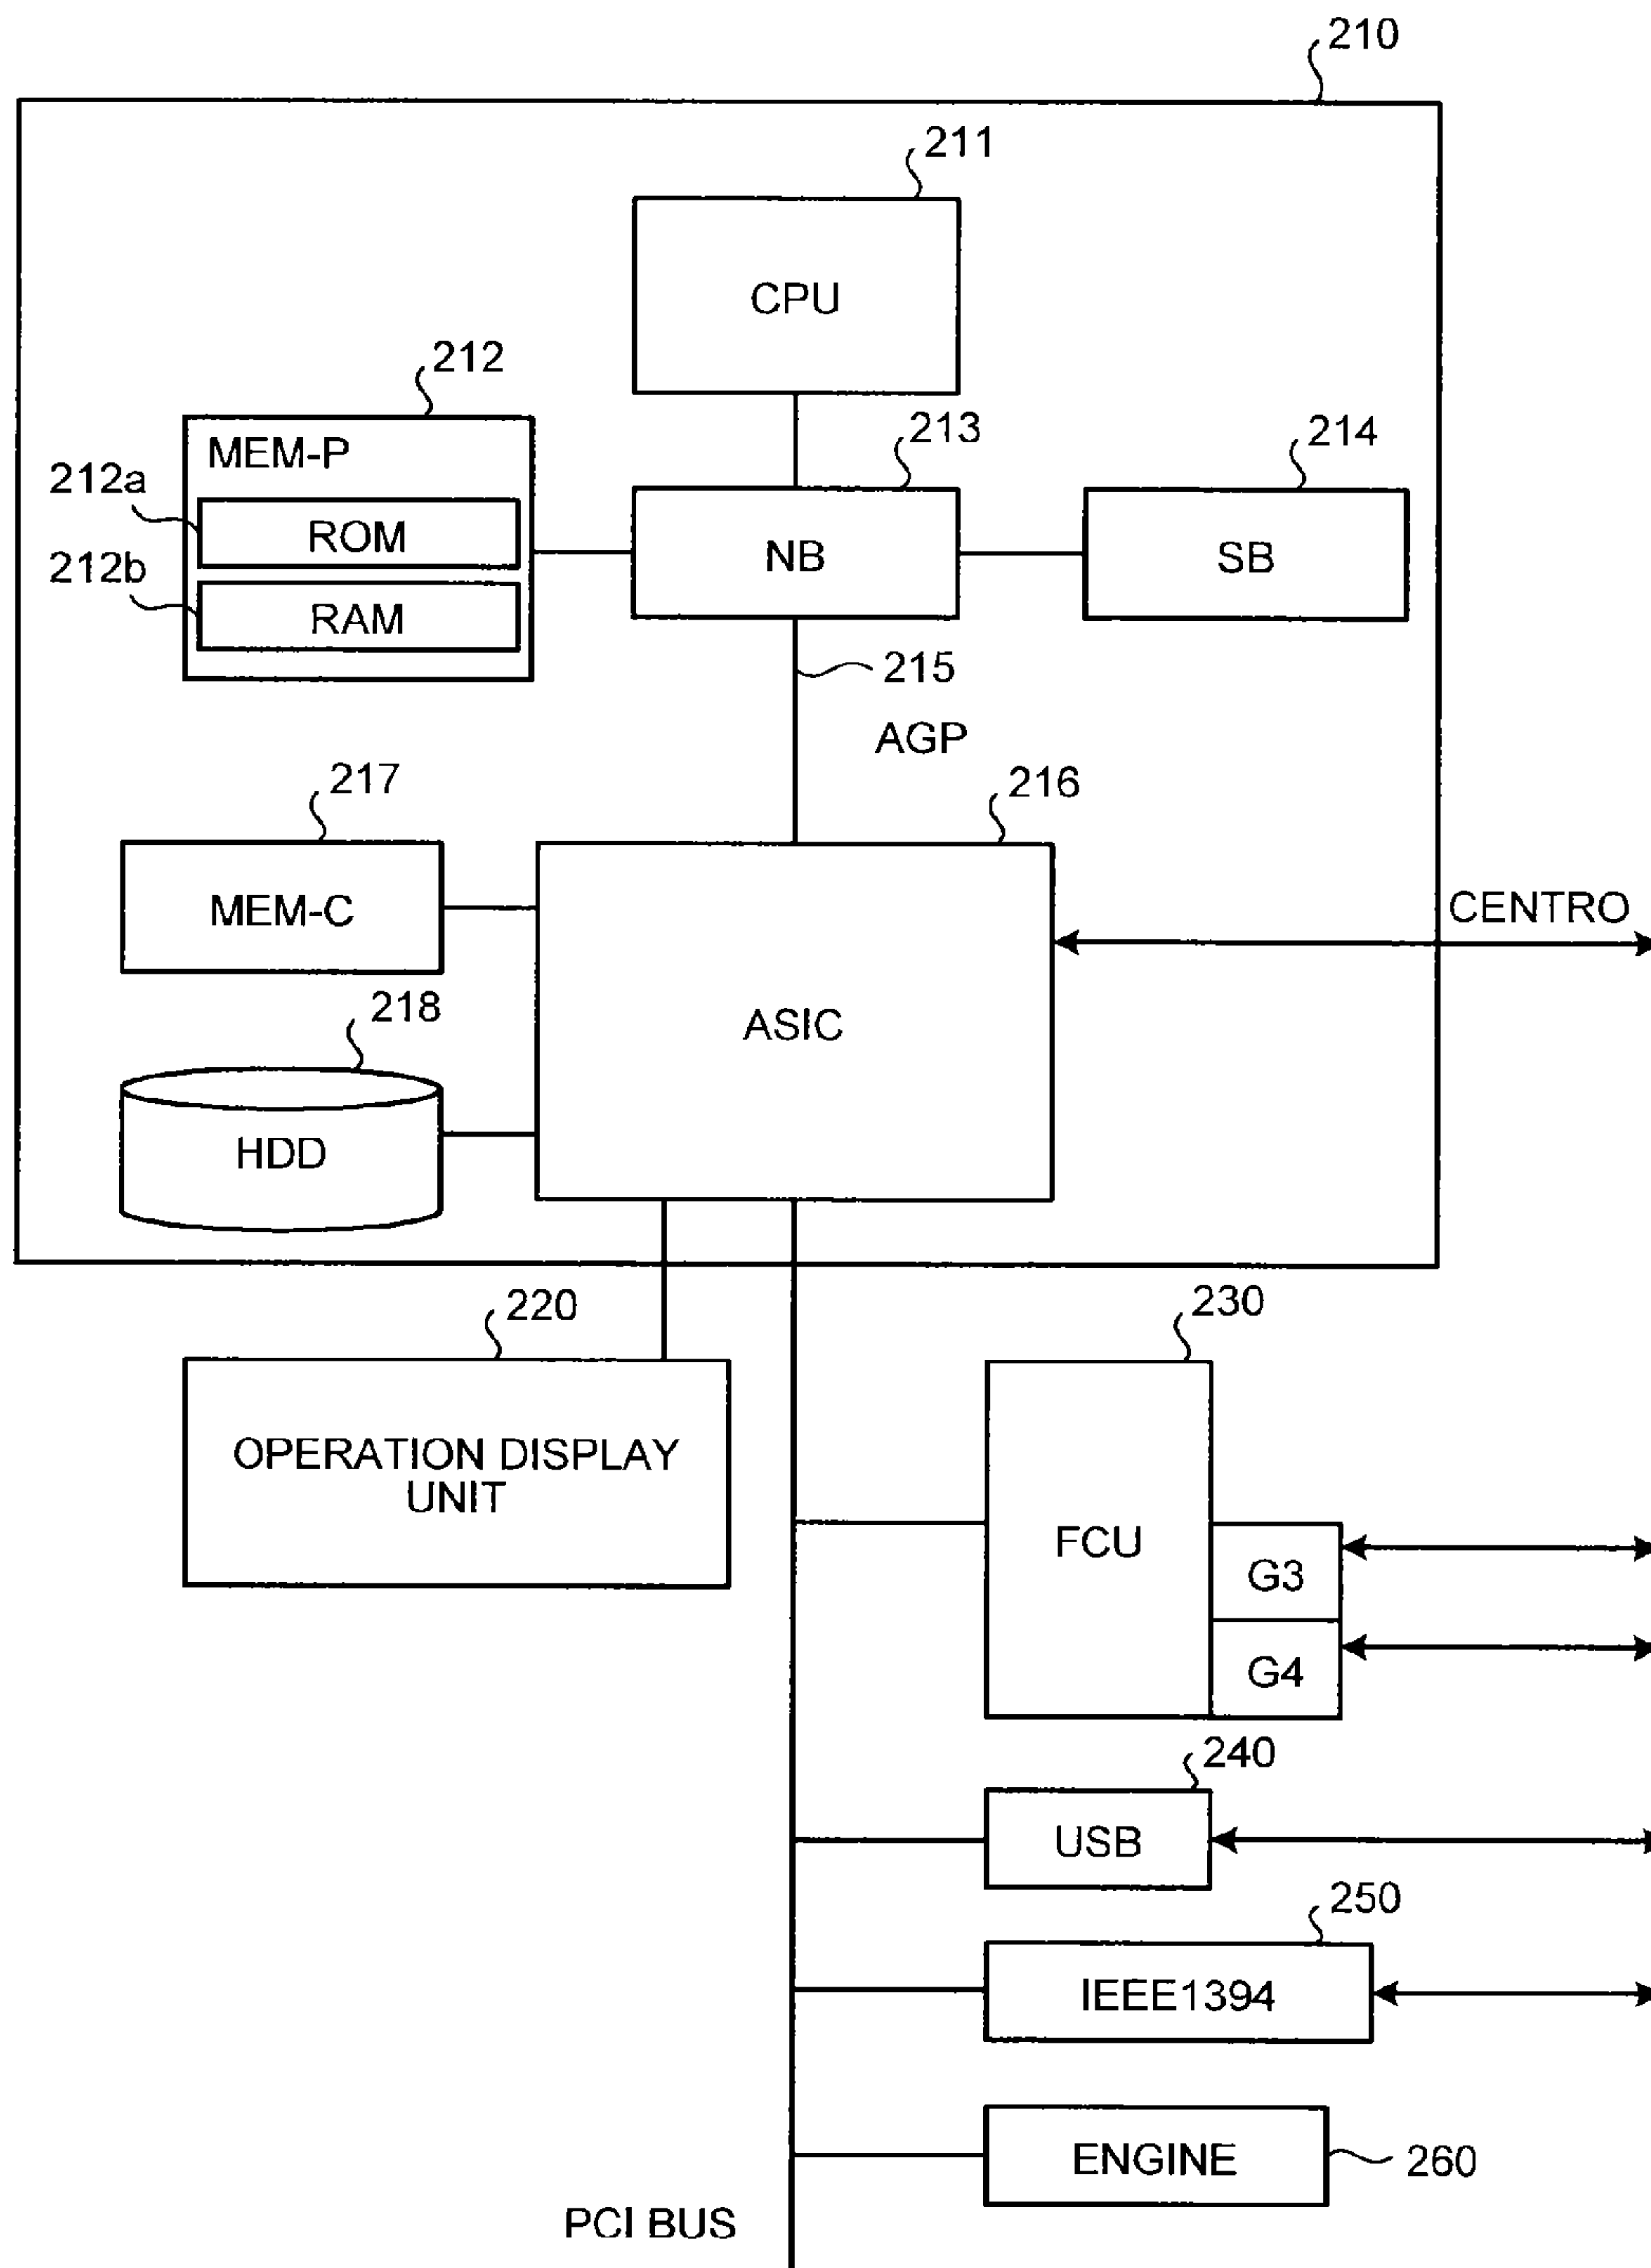 210
211
CPU
212
213
214
MEM-P
212a
ROM
NB
SB
212b
RAM
215
AGP
217
216
MEM-C
CENTRO
218
ASIC
HDD
220
230
OPERATION DISPLAY
UNIT
FCU
G3
G4
240
USB
250
IEEE1394
ENGINE
260
PCI BUS